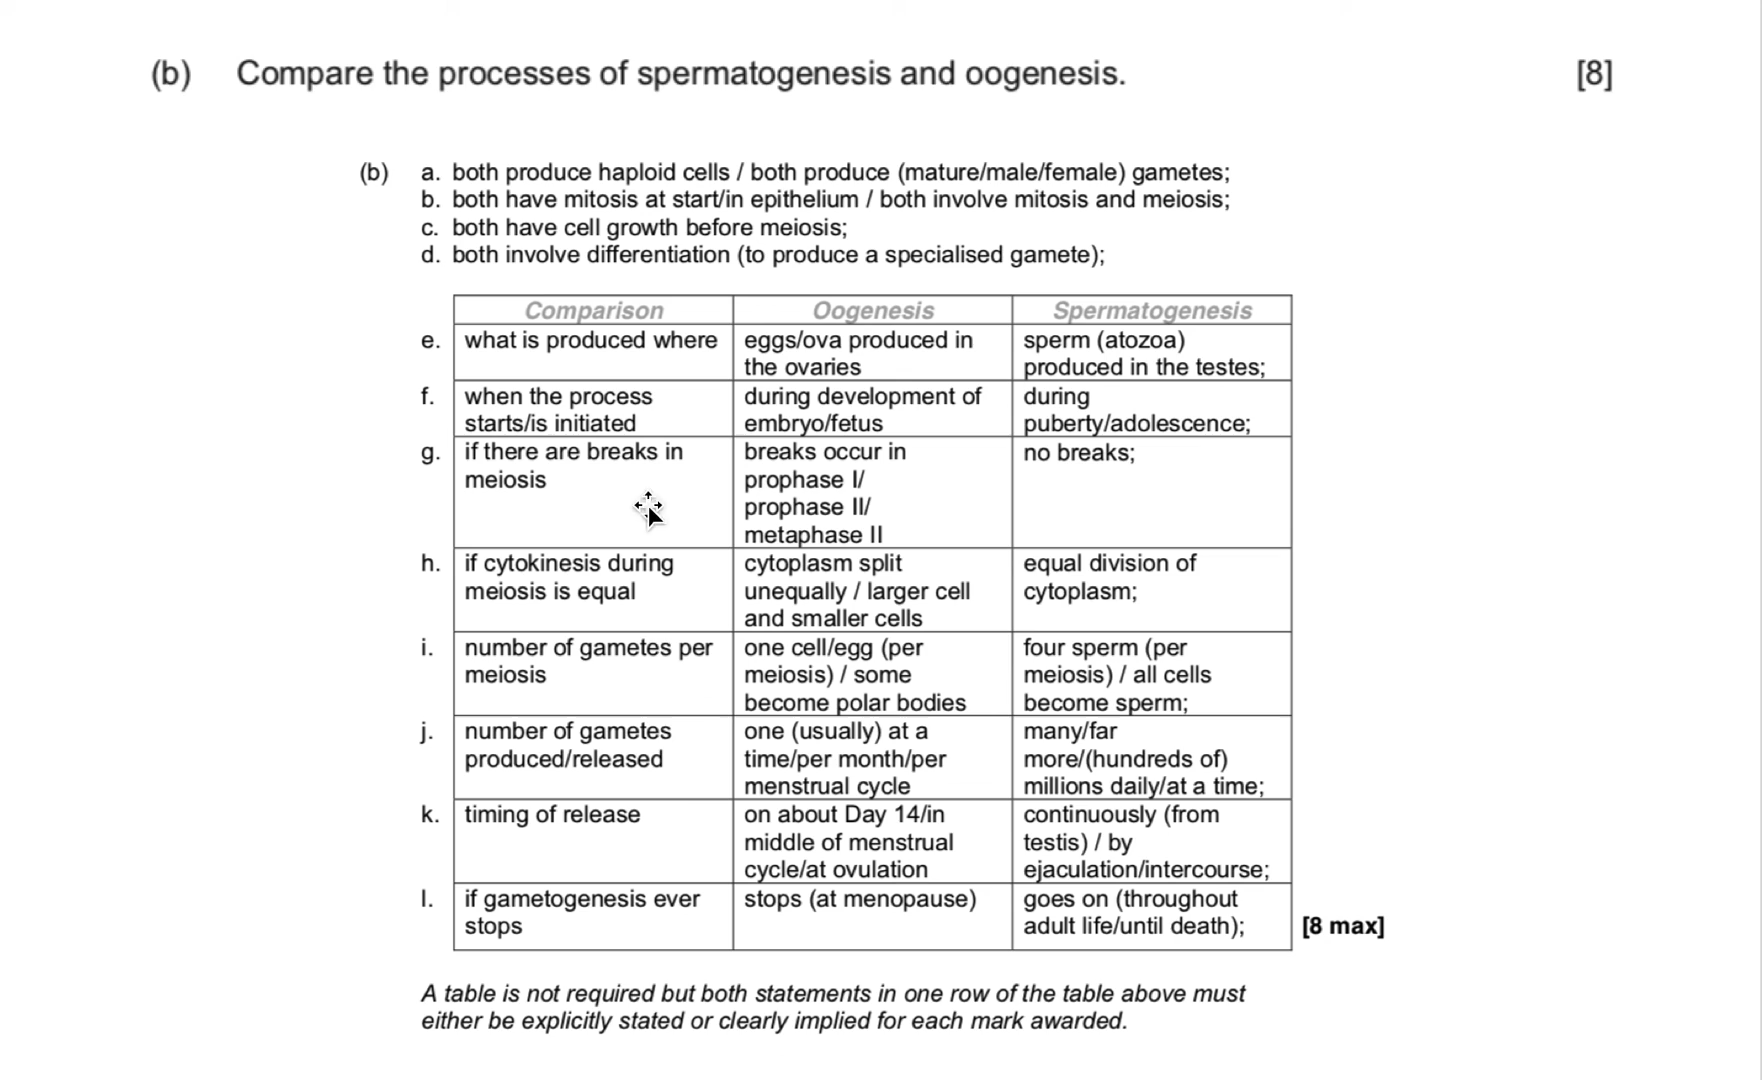 (b) Compare the processes of spermatogenesis and oogenesis. [8]
(b) a. both produce haploid cells / both produce (mature/male/female) gametes;
b. both have mitosis at start/in epithelium / both involve mitosis and meiosis;
c. both have cell growth before meiosis;
d. both involve differentiation (to produce a specialised gamete);
Comparison Oogenesis Spermatogenesis
e. what is produced where eggs/ova produced in sperm (atozoa)
the ovaries produced in the testes;
f. when the process during development of during
starts/is initiated embryo/fetus puberty/adolescence;
g. if there are breaks in breaks occur in no breaks;
meiosis prophase I/
prophase II/
metaphase II
h. if cytokinesis during cytoplasm split equal division of
meiosis is equal unequally / larger cell cytoplasm;
and smaller cells
i. number of gametes per one cell/egg (per four sperm (per
meiosis meiosis) / some meiosis) / all cells
become polar bodies become sperm;
j. number of gametes one (usually) at a many/far
produced/released time/per month/per more/(hundreds of)
menstrual cycle millions daily/at a time;
k. timing of release on about Day 14/in continuously (from
middle of menstrual testis) / by
cycle/at ovulation ejaculation/intercourse;
l. if gametogenesis ever stops (at menopause) goes on (throughout
stops adult life/until death); [8 max]
A table is not required but both statements in one row of the table above must
either be explicitly stated or clearly implied for each mark awarded.